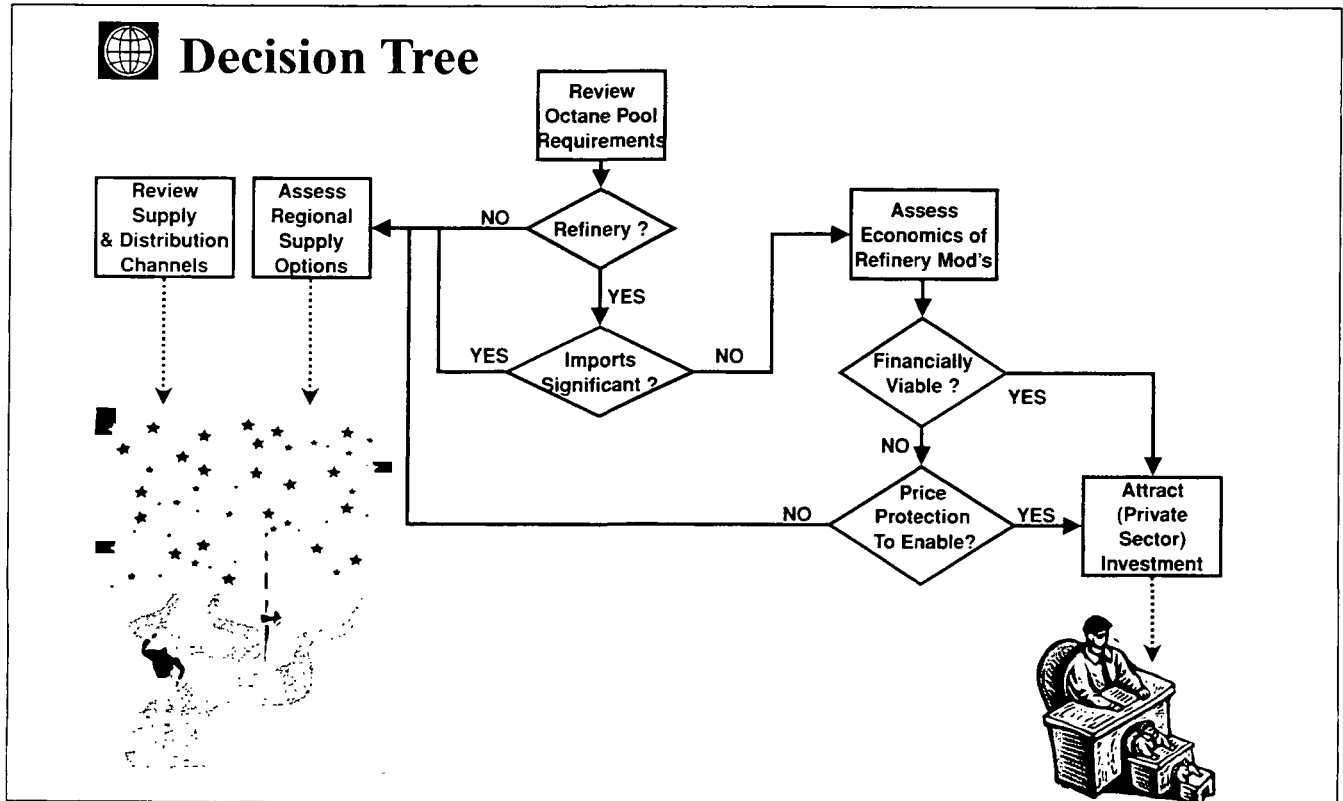 Decision Tree
Review
Octane Pool
Requirements
Review
Supply
& Distribution
Channels
Assess
Regional
Supply
Options
NO
Refinery ?
YES
YES
Imports
Significant ?
NO
Assess
Economics of
Refinery Mod's
Financially
Viable ?
YES
NO
NO
Price
Protection
To Enable?
YES
Attract
(Private
Sector)
Investment